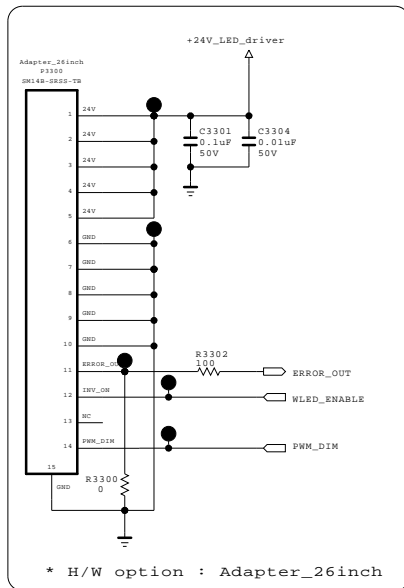 +24V_LED_driver
Adapter_26inch
P3300
SM14B-SRSS-TB
1 24V
2 24V
3 24V
4 24V
5 24V
6 GND
7 GND
8 GND
9 GND
10 GND
11 ERROR_OUT
12 INV_ON
13 NC
14 PWM_DIM
15
GND
C3301
0.1uF
50V
C3304
0.01uF
50V
R3302
100
ERROR_OUT
WLED_ENABLE
PWM_DIM
R3300
0
* H/W option : Adapter_26inch